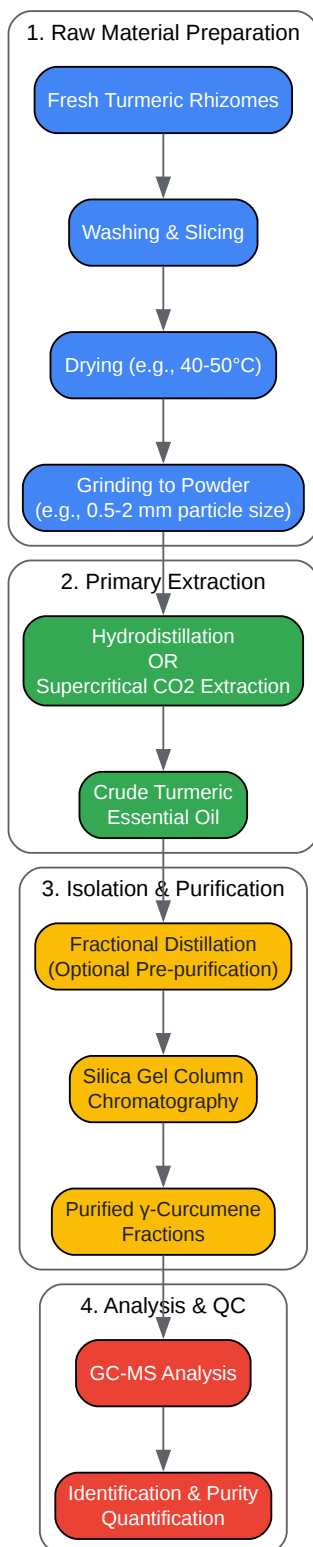 1. Raw Material Preparation
Fresh Turmeric Rhizomes
Washing & Slicing
Drying (e.g., 40-50°C)
Grinding to Powder
(e.g., 0.5-2 mm particle size)
2. Primary Extraction
Hydrodistillation
OR
Supercritical CO2 Extraction
Crude Turmeric
Essential Oil
3. Isolation & Purification
Fractional Distillation
(Optional Pre-purification)
Silica Gel Column
Chromatography
Purified γ-Curcumene
Fractions
4. Analysis & QC
GC-MS Analysis
Identification & Purity
Quantification